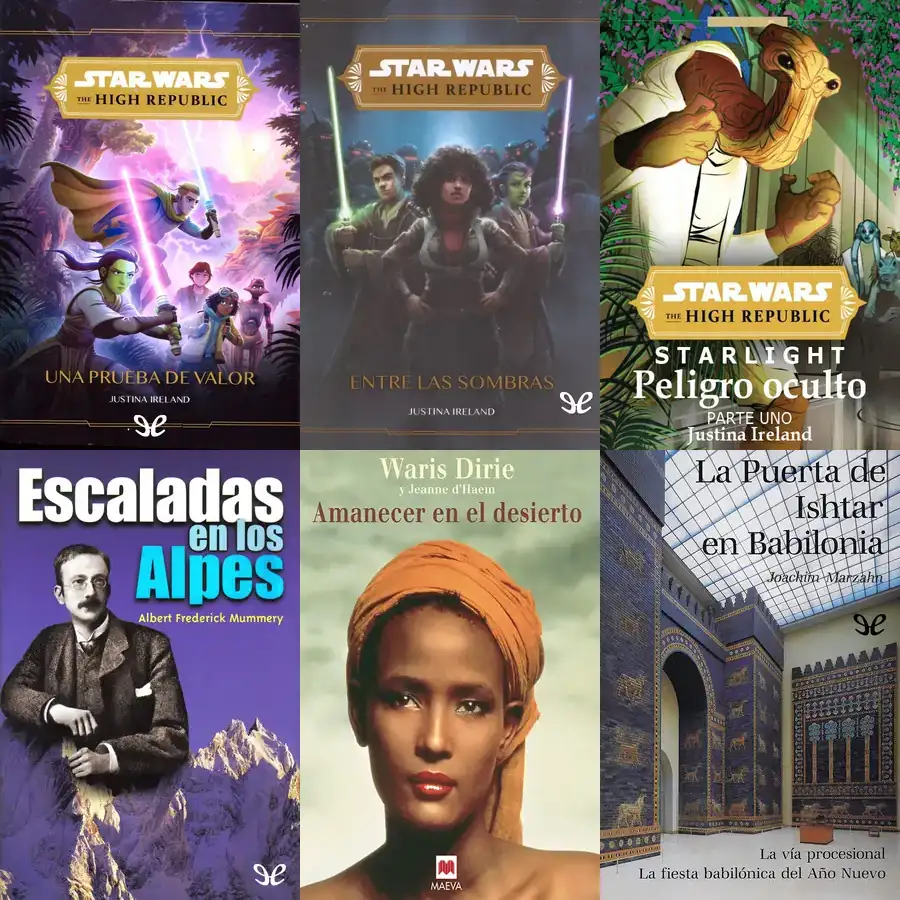 STAR WARS
THE HIGH REPUBLIC
UNA PRUEBA DE VALOR
JUSTINA IRELAND
STAR WARS
THE HIGH REPUBLIC
ENTRE LAS SOMBRAS
JUSTINA IRELAND
STAR WARS
THE HIGH REPUBLIC
STARLIGHT
Peligro oculto
PARTE UNO
Justina Ireland
Escaladas
en los
Alpes
Albert Frederick Mummery
Waris Dirie
y Jeanne d'Haem
Amanecer en el desierto
MAEVA
La Puerta de
Ishtar
en Babilonia
Joachim Marzahn
La vía procesional
La fiesta babilónica del Año Nuevo